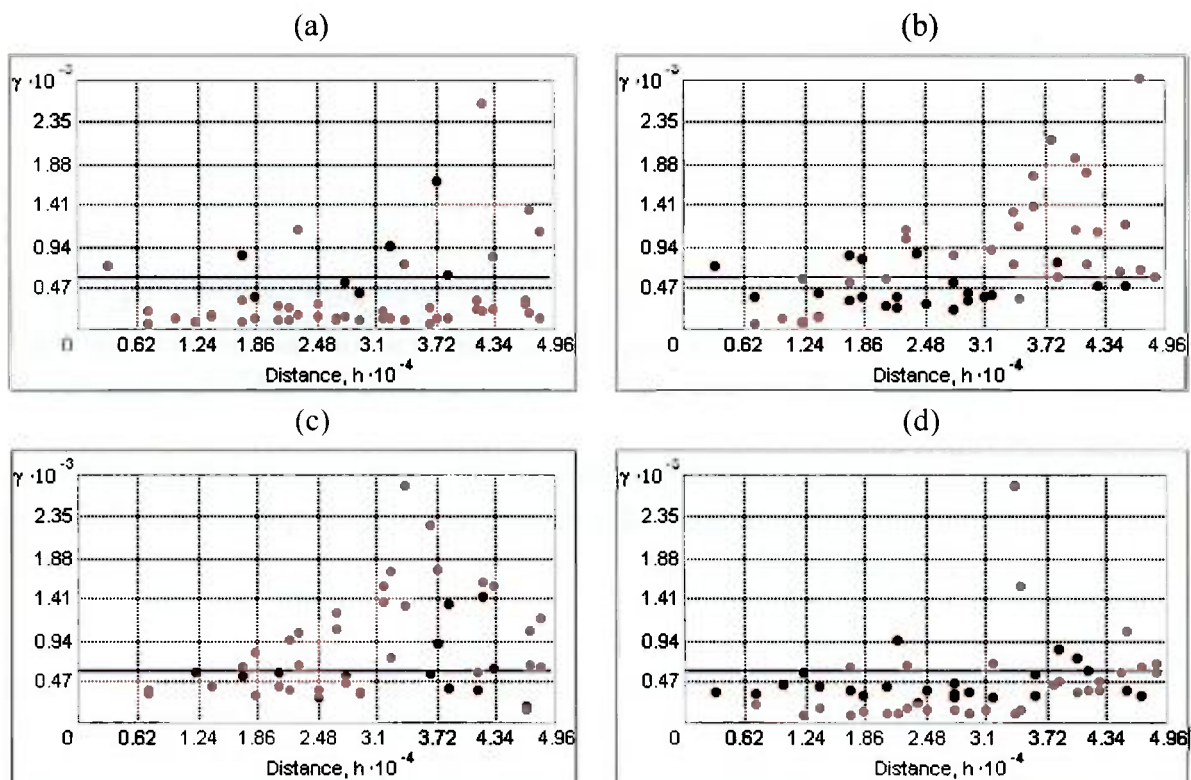 (a) (b)
γ ·10 -3 γ ·10 -3
2.35 2.35
1.88 1.88
1.41 1.41
0.94 0.94
0.47 0.47
0 0.62 1.24 1.86 2.48 3.1 3.72 4.34 4.96 0 0.62 1.24 1.86 2.48 3.1 3.72 4.34 4.96
Distance, h ·10 -4 Distance, h ·10 -4
(c) (d)
γ ·10 -3 γ ·10 -3
2.35 2.35
1.88 1.88
1.41 1.41
0.94 0.94
0.47 0.47
0 0.62 1.24 1.86 2.48 3.1 3.72 4.34 4.96 0 0.62 1.24 1.86 2.48 3.1 3.72 4.34 4.96
Distance, h ·10 -4 Distance, h ·10 -4